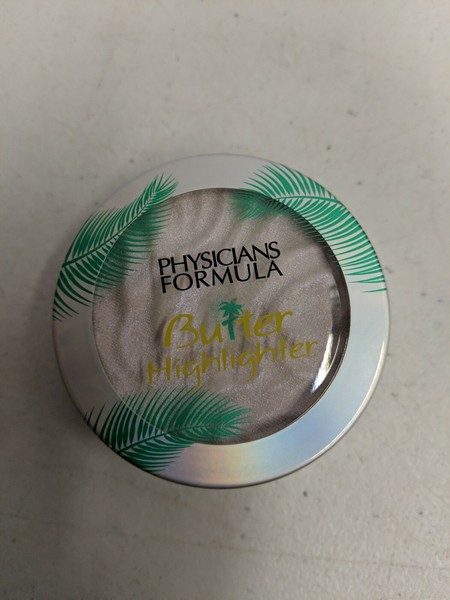 PHYSICIANS
FORMULA
Butter
Highlighter